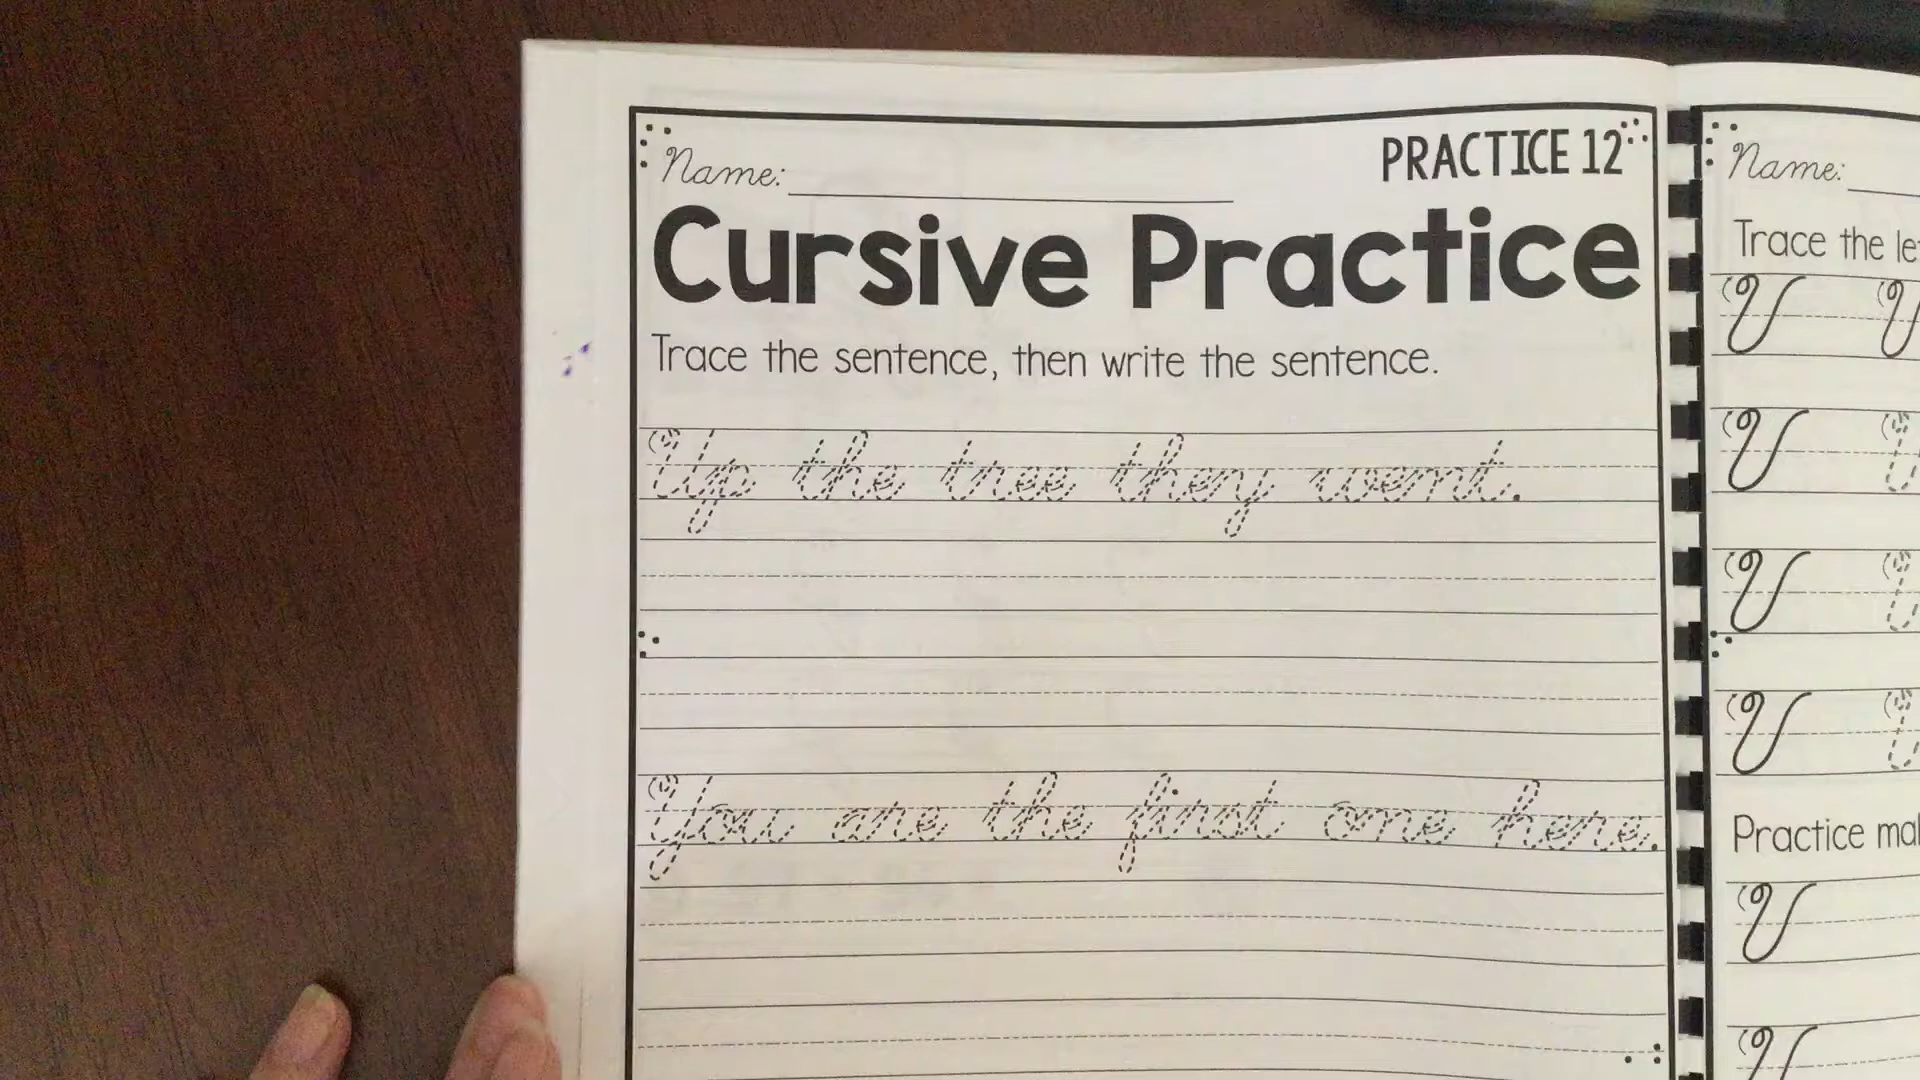 Name:
PRACTICE 12
Cursive Practice
Trace the sentence, then write the sentence.
Up the tree they went.
You are the first one here.
Name:
Trace the le
V V
V V
V V
V V
Practice ma
V
V